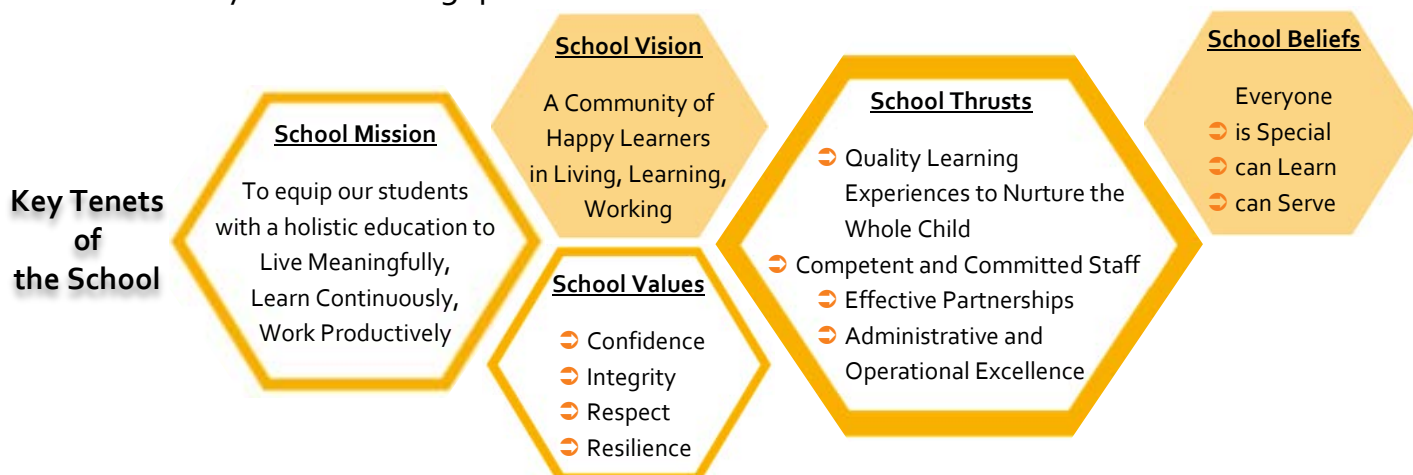 Key Tenets
of
the School
School Mission
To equip our students
with a holistic education to
Live Meaningfully,
Learn Continuously,
Work Productively
School Vision
A Community of
Happy Learners
in Living, Learning,
Working
School Values
➲ Confidence
➲ Integrity
➲ Respect
➲ Resilience
School Thrusts
➲ Quality Learning
Experiences to Nurture the
Whole Child
➲ Competent and Committed Staff
➲ Effective Partnerships
➲ Administrative and
Operational Excellence
School Beliefs
Everyone
➲ is Special
➲ can Learn
➲ can Serve